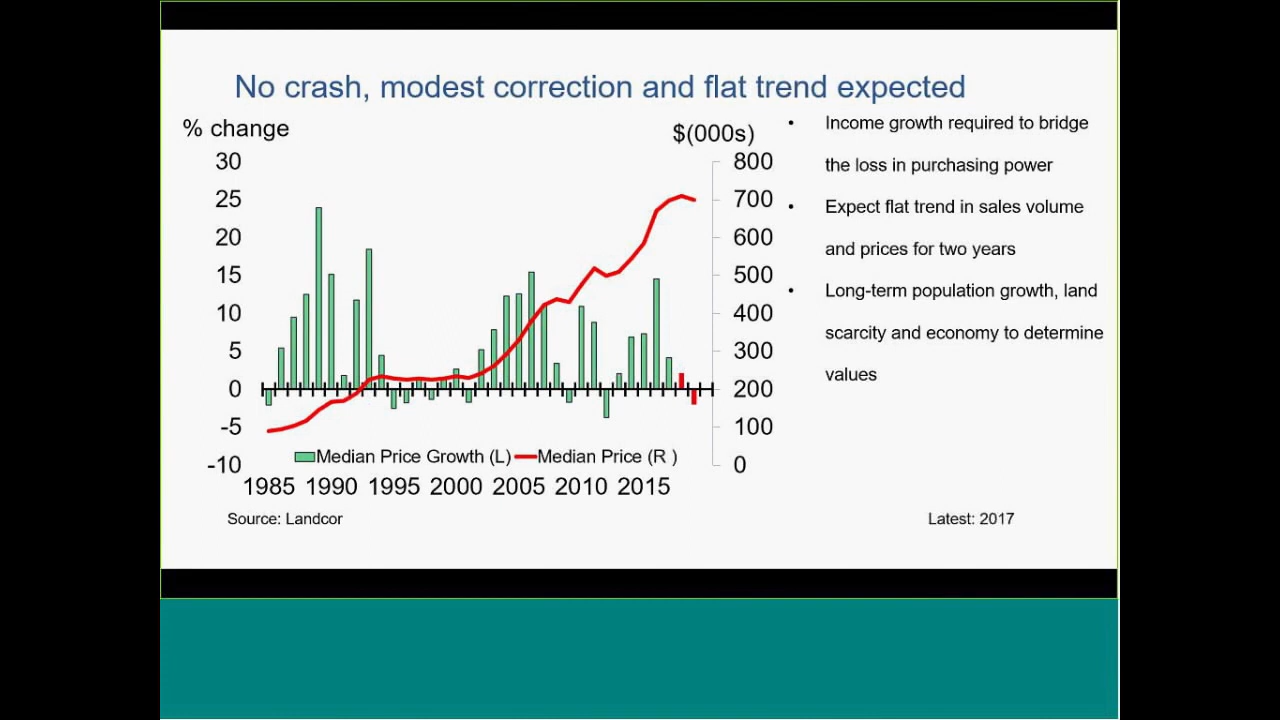 No crash, modest correction and flat trend expected
% change
$(000s)
30
25
20
15
10
5
0
-5
-10
800
700
600
500
400
300
200
100
0
Median Price Growth (L)
Median Price (R )
1985 1990 1995 2000 2005 2010 2015
Source: Landcor
• Income growth required to bridge
the loss in purchasing power
• Expect flat trend in sales volume
and prices for two years
• Long-term population growth, land
scarcity and economy to determine
values
Latest: 2017